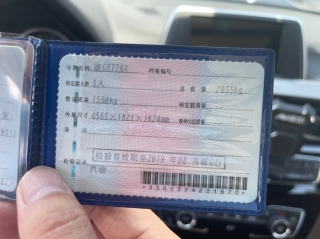 号牌号码 档案编号
核定载人数 5人 总质量 2035kg
整备质量 1550kg 核定载质量
外廓尺寸 4565×1821×1624mm 准牵引总质量
备注
检验有效期至2019年08月
检验记录
汽油
*3360024221870*